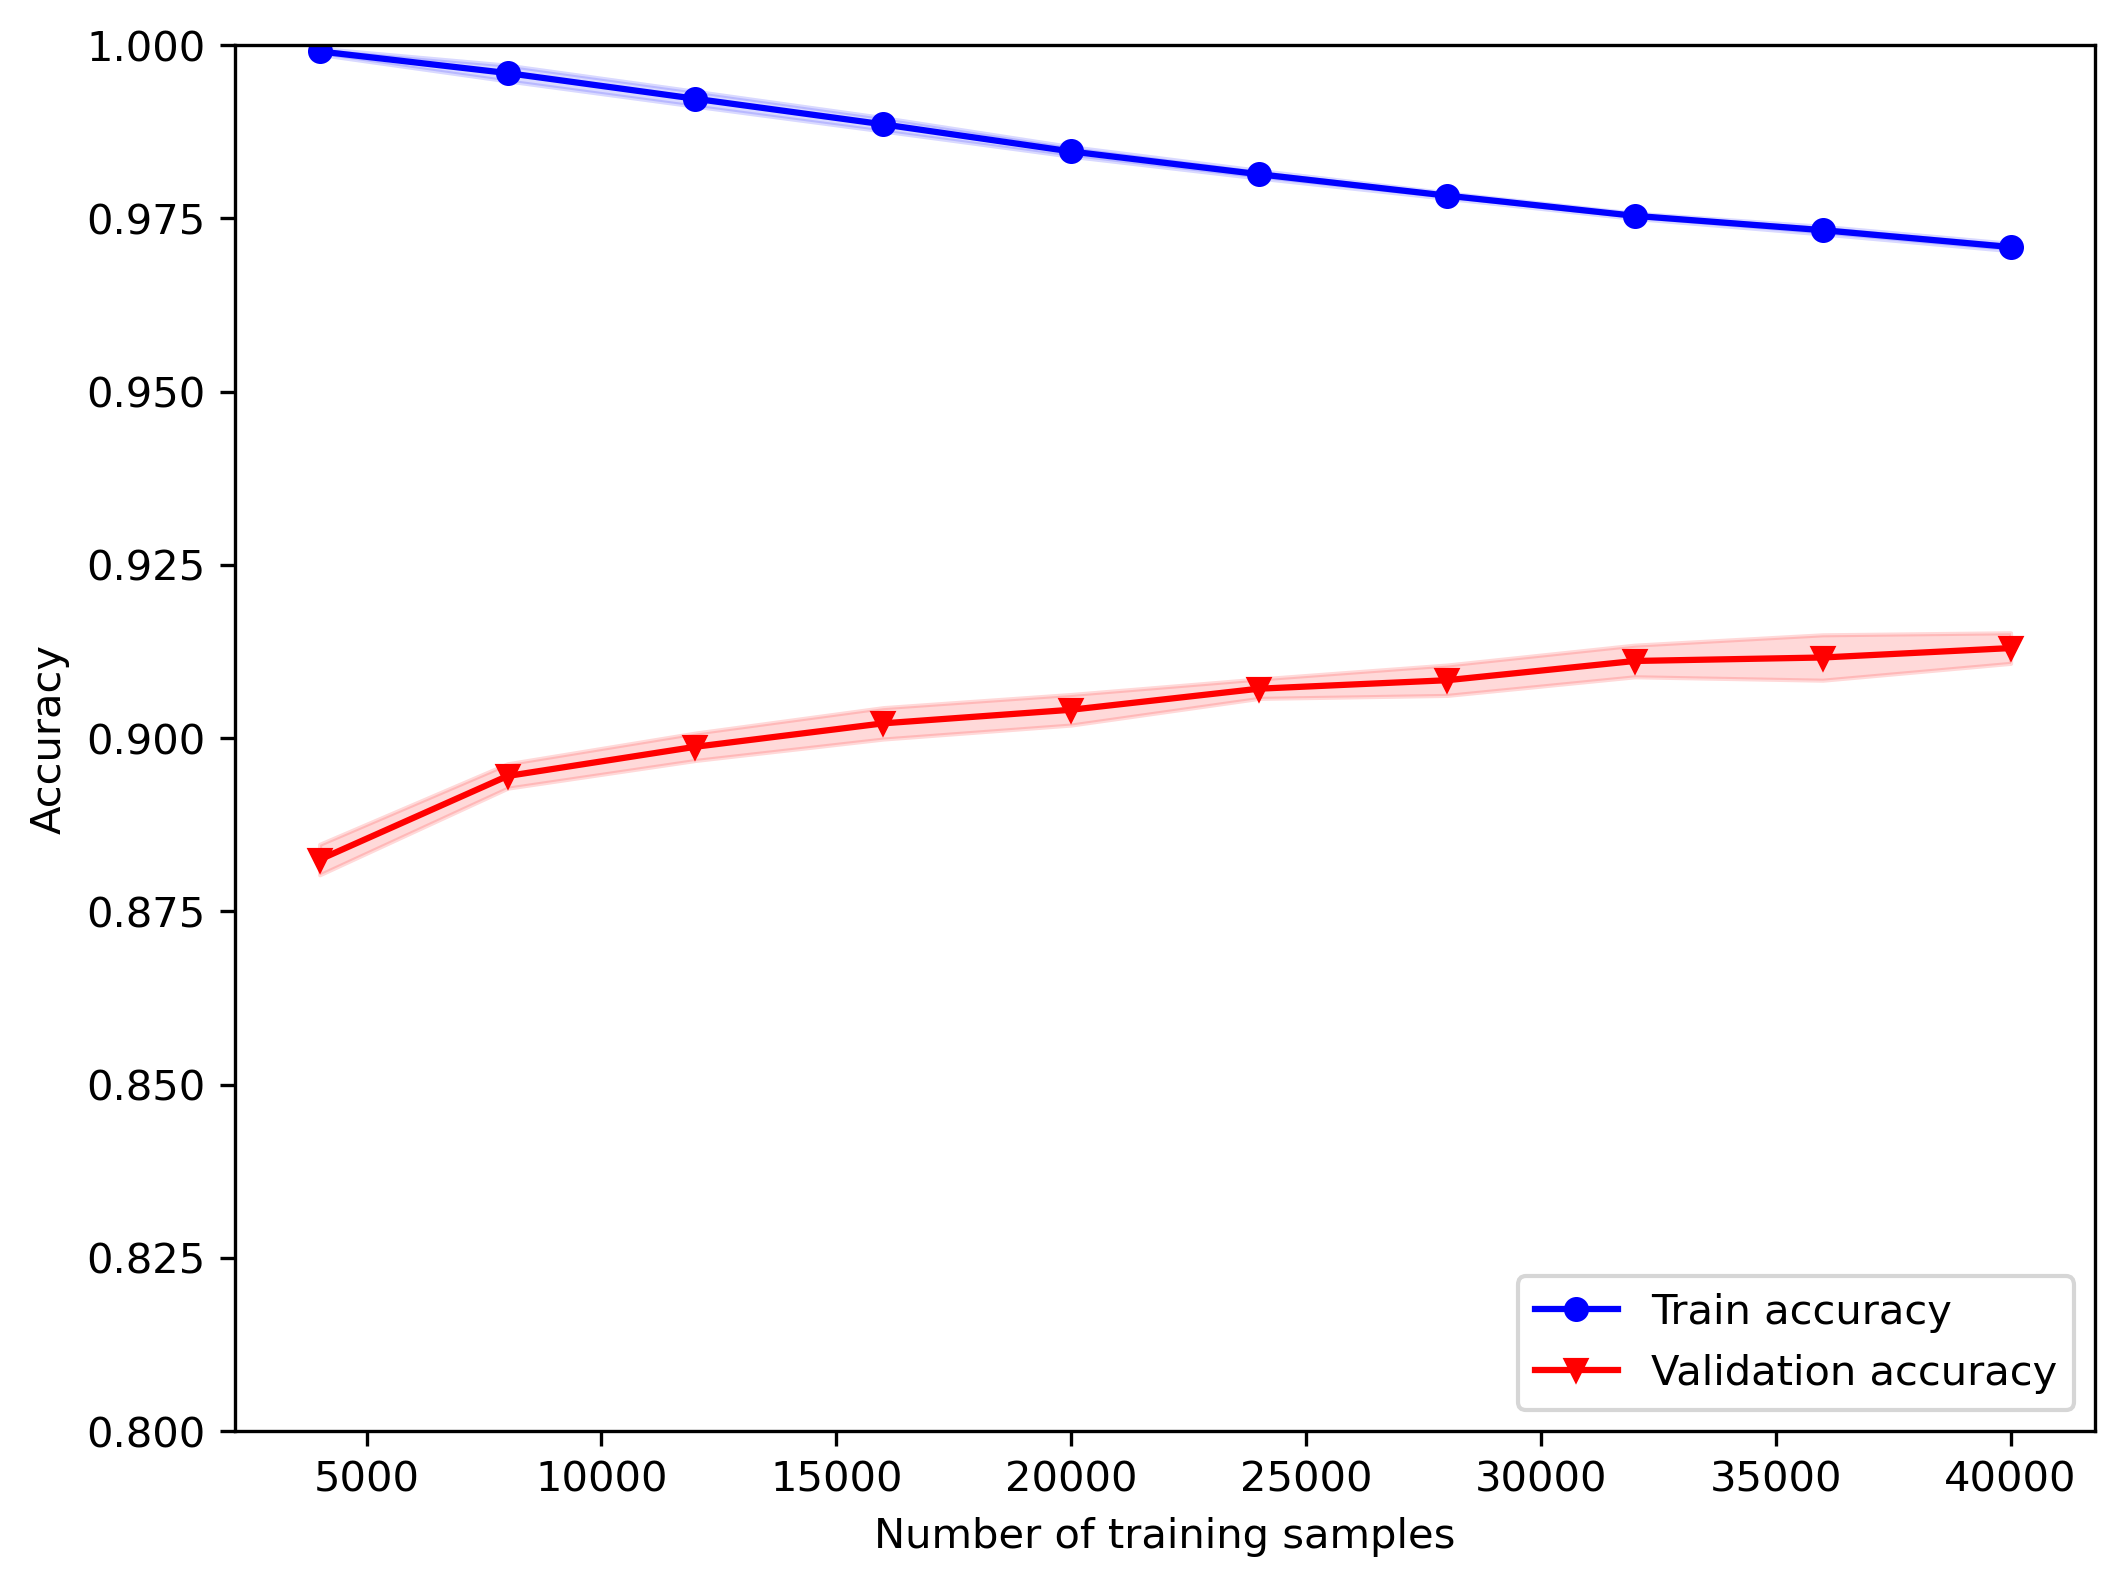 1.000
0.975
0.950
0.925
0.900
0.875
0.850
0.825
0.800
Accuracy
5000 10000 15000 20000 25000 30000 35000 40000
Number of training samples
Train accuracy
Validation accuracy